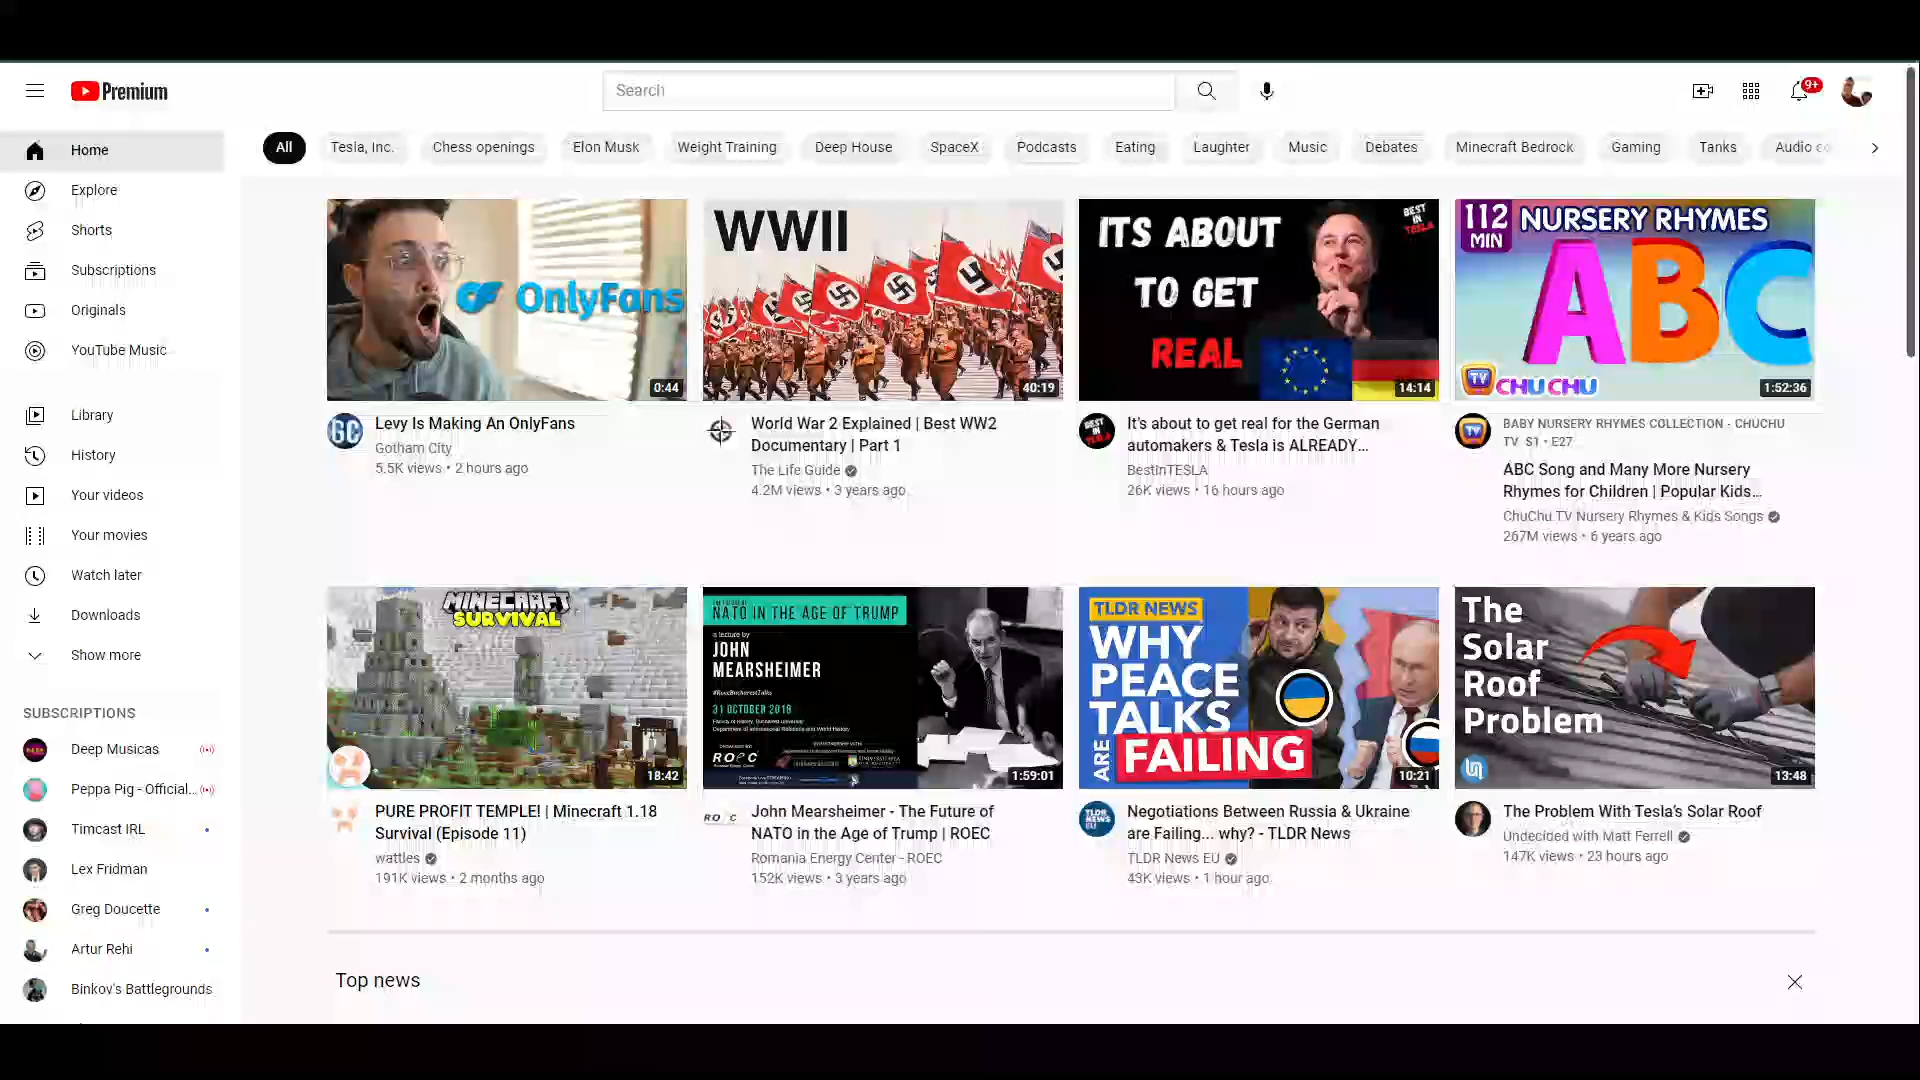 Premium
Search
9+
Home
Explore
Shorts
Subscriptions
Originals
YouTube Music
Library
History
Your videos
Your movies
Watch later
Downloads
Show more
SUBSCRIPTIONS
Deep Musicas
Peppa Pig - Official...
Timcast IRL
Lex Fridman
Greg Doucette
Artur Rehi
Binkov's Battlegrounds
All
Tesla, Inc.
Chess openings
Elon Musk
Weight Training
Deep House
SpaceX
Podcasts
Eating
Laughter
Music
Debates
Minecraft Bedrock
Gaming
Tanks
Audio
OnlyFans
0:44
GC
Levy Is Making An OnlyFans
Gotham City
5.5K views • 2 hours ago
WWII
40:19
World War 2 Explained | Best WW2
Documentary | Part 1
The Life Guide
4.2M views • 3 years ago
ITS ABOUT
TO GET
REAL
BEST
IN
TESLA
14:14
It's about to get real for the German
automakers & Tesla is ALREADY...
BestInTESLA
26K views • 16 hours ago
112
MIN
NURSERY RHYMES
ABC
TV CHU CHU
1:52:36
BABY NURSERY RHYMES COLLECTION - CHUCHU
TV S1 • E27
ABC Song and Many More Nursery
Rhymes for Children | Popular Kids...
ChuChu TV Nursery Rhymes & Kids Songs
267M views • 6 years ago
MINECRAFT
SURVIVAL
18:42
PURE PROFIT TEMPLE! | Minecraft 1.18
Survival (Episode 11)
wattles
191K views • 2 months ago
NATO IN THE AGE OF TRUMP
a lecture by
JOHN
MEARSHEIMER
31 OCTOBER 2018
ROEC
1:59:01
John Mearsheimer - The Future of
NATO in the Age of Trump | ROEC
Romania Energy Center - ROEC
152K views • 3 years ago
TLDR NEWS
WHY
PEACE
TALKS
ARE FAILING
10:21
TLDR
NEWS
EU
Negotiations Between Russia & Ukraine
are Failing... why? - TLDR News
TLDR News EU
43K views • 1 hour ago
The
Solar
Roof
Problem
13:48
The Problem With Tesla's Solar Roof
Undecided with Matt Ferrell
147K views • 23 hours ago
Top news